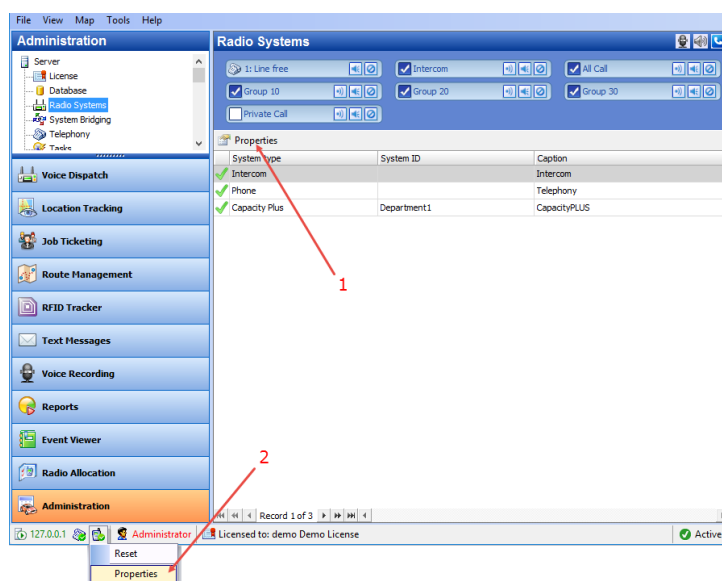 File View Map Tools Help
Administration
Radio Systems
Server
License
Database
Radio Systems
System Bridging
Telephony
Tasks
1: Line free
Intercom
All Call
Group 10
Group 20
Group 30
Private Call
Properties
System type System ID Caption
Intercom Intercom
Phone Telephony
Capacity Plus Department1 CapacityPLUS
1
Voice Dispatch
Location Tracking
Job Ticketing
Route Management
RFID Tracker
Text Messages
Voice Recording
Reports
Event Viewer
Radio Allocation
Administration
2
Record 1 of 3
127.0.0.1 Administrator Licensed to: demo Demo License Active
Reset
Properties